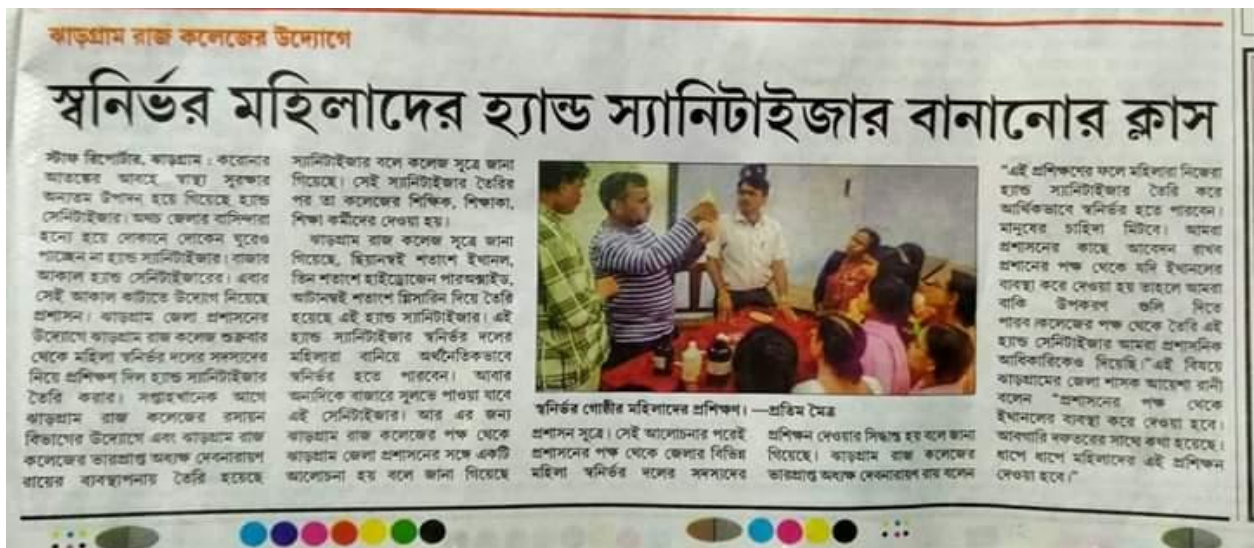 ঝাড়গ্রাম রাজ কলেজের উদ্যোগে
স্বনির্ভর মহিলাদের হ্যান্ড স্যানিটাইজার বানানোর ক্লাস
স্টাফ রিপোর্টার, ঝাড়গ্রাম : করোনার
আতঙ্কের আবহে স্বাস্থ্য সুরক্ষার
অন্যতম উপাদন হয়ে গিয়েছে হ্যান্ড
সেনিটাইজার। অথচ জেলার বাসিন্দারা
হন্যে হয়ে দোকানে দোকেন ঘুরেও
পাচ্ছেন না হ্যান্ড স্যানিটাইজার। বাজার
আকাল হ্যান্ড সেনিটাইজারের। এবার
সেই আকাল কাটাতে উদ্যোগ নিয়েছে
প্রশাসন। ঝাড়গ্রাম জেলা প্রশাসনের
উদ্যোগে ঝাড়গ্রাম রাজ কলেজ শুক্রবার
থেকে মহিলা স্বনির্ভর দলের সদস্যদের
নিয়ে প্রশিক্ষণ দিল হ্যান্ড স্যানিটাইজার
তৈরি করার। সপ্তাহখানেক আগে
ঝাড়গ্রাম রাজ কলেজের রসায়ন
বিভাগের উদ্যোগে এবং ঝাড়গ্রাম রাজ
কলেজের ভারপ্রাপ্ত অধ্যক্ষ দেবনারায়ণ
রায়ের ব্যবস্থাপনায় তৈরি হয়েছে
স্যানিটাইজার বলে কলেজ সূত্রে জানা
গিয়েছে। সেই স্যানিটাইজার তৈরির
পর তা কলেজের শিক্ষিক, শিক্ষাকা,
শিক্ষা কর্মীদের দেওয়া হয়।
ঝাড়গ্রাম রাজ কলেজ সূত্রে জানা
গিয়েছে, ছিয়ানব্বই শতাংশ ইথানল,
তিন শতাংশে হাইড্রোজেন পারঅক্সাইড,
আটানব্বই শতাংশ গ্লিসারিন দিয়ে তৈরি
হয়েছে এই হ্যান্ড স্যানিটাইজার। এই
হ্যান্ড স্যানিটাইজার স্বনির্ভর দলের
মহিলারা বানিয়ে অর্থনৈতিকভাবে
স্বনির্ভর হতে পারবেন। আবার
অন্যদিকে বাজারে সুলভে পাওয়া যাবে
এই সেনিটাইজার। আর এর জন্য
ঝাড়গ্রাম রাজ কলেজের পক্ষ থেকে
ঝাড়গ্রাম জেলা প্রশাসনের সঙ্গে একটি
আলোচনা হয় বলে জানা গিয়েছে
স্বনির্ভর গোষ্ঠীর মহিলাদের প্রশিক্ষণ। —প্রতিম মৈত্র
প্রশাসন সূত্রে। সেই আলোচনার পরেই
প্রশাসনের পক্ষ থেকে জেলার বিভিন্ন
মহিলা স্বনির্ভর দলের সদস্যদের
প্রশিক্ষন দেওয়ার সিদ্ধান্ত হয় বলে জানা
গিয়েছে। ঝাড়গ্রাম রাজ কলেজের
ভারপ্রাপ্ত অধ্যক্ষ দেবনারায়ণ রায় বলেন
“এই প্রশিক্ষণের ফলে মহিলারা নিজেরা
হ্যান্ড স্যানিটাইজার তৈরি করে
আর্থিকভাবে স্বনির্ভর হতে পারবেন।
মানুষের চাহিদা মিটবে। আমরা
প্রশাসনের কাছে আবেদন রাখব
প্রশানের পক্ষ থেকে যদি ইথানলের
ব্যবস্থা করে দেওয়া হয় তাহলে আমরা
বাকি উপকরণ গুলি দিতে
পারব।কলেজের পক্ষ থেকে তৈরি এই
হ্যান্ড সেনিটাইজার আমরা প্রশাসনিক
আধিকারিকেও দিয়েছি।”এই বিষয়ে
ঝাড়গ্রামের জেলা শাসক আয়েশা রানী
বলেন “প্রশাসনের পক্ষ থেকে
ইথানলের ব্যবস্থা করে দেওয়া হবে।
আবগারি দফতরের সাথে কথা হয়েছে।
ধাপে ধাপে মহিলাদের এই প্রশিক্ষন
দেওয়া হবে।”